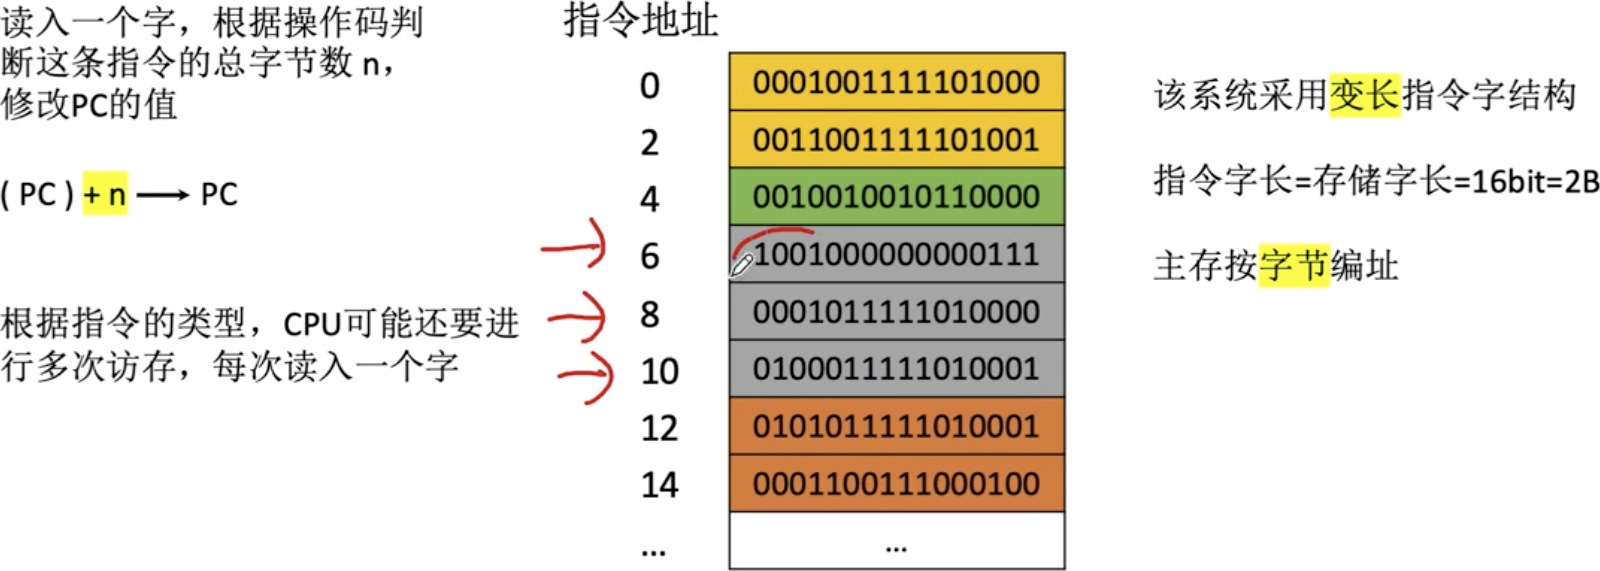 读入一个字，根据操作码判
断这条指令的总字节数 n，
修改PC的值
( PC ) + n → PC
根据指令的类型，CPU可能还要进
行多次访存，每次读入一个字
指令地址
0 0001001111101000
2 0011001111101001
4 0010010010110000
6 1001000000000111
8 0001011111010000
10 0100011111010001
12 0101011111010001
14 0001100111000100
... ...
该系统采用变长指令字结构
指令字长=存储字长=16bit=2B
主存按字节编址